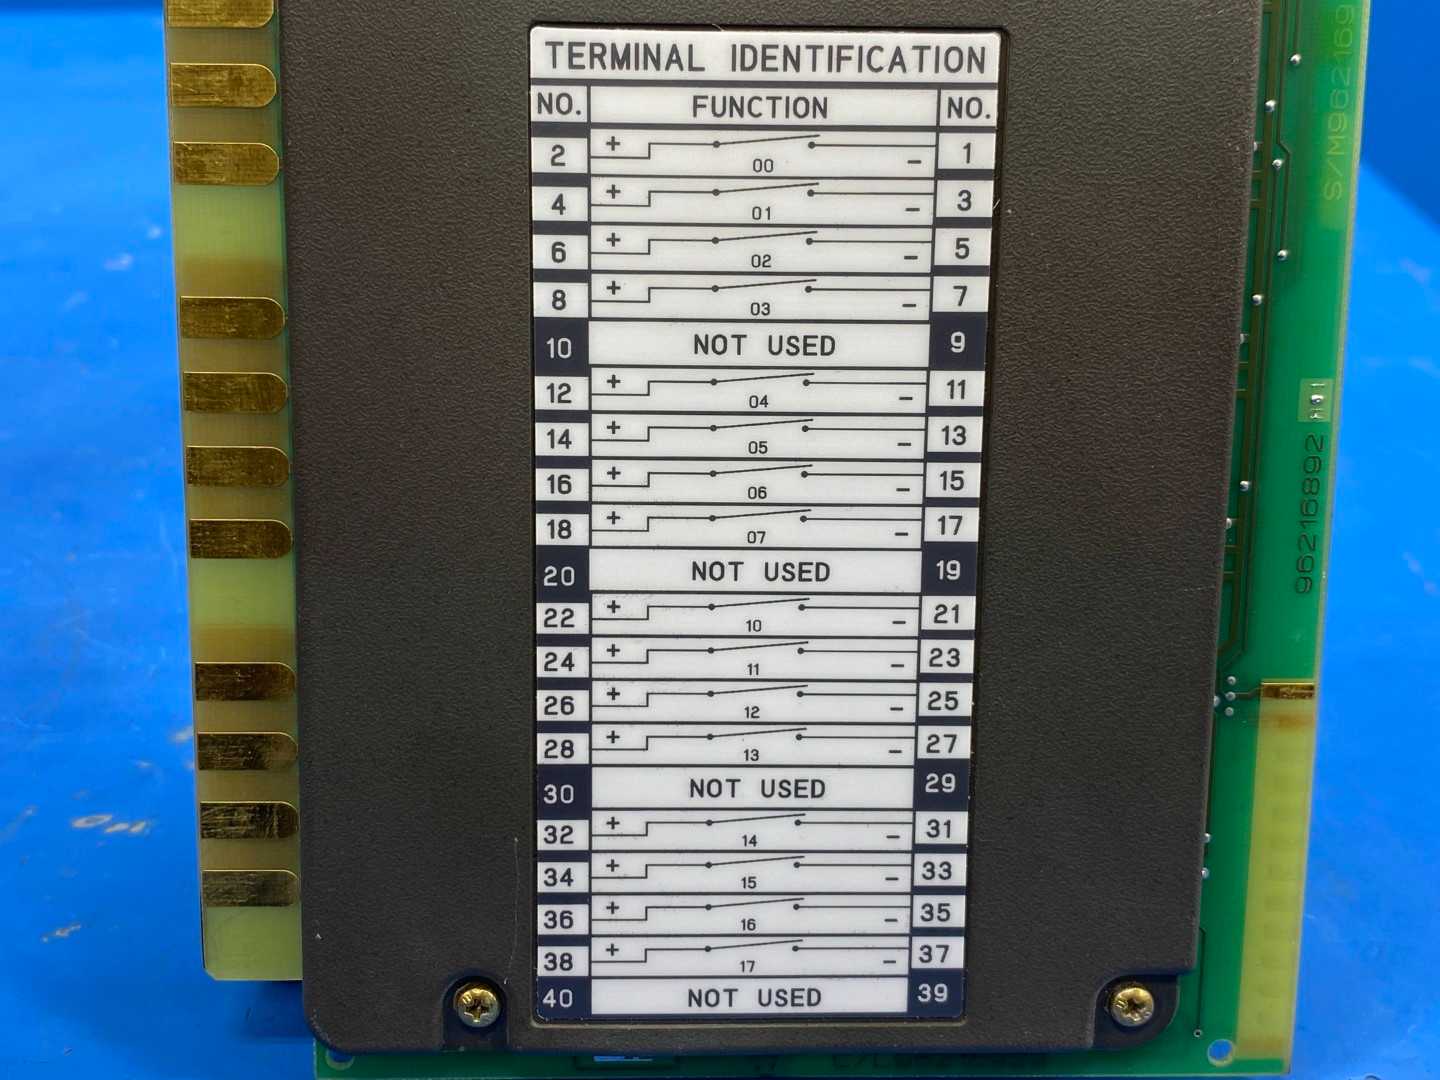 TERMINAL IDENTIFICATION
NO. FUNCTION NO.
2 + 00 - 1
4 + 01 - 3
6 + 02 - 5
8 + 03 - 7
10 NOT USED 9
12 + 04 - 11
14 + 05 - 13
16 + 06 - 15
18 + 07 - 17
20 NOT USED 19
22 + 10 - 21
24 + 11 - 23
26 + 12 - 25
28 + 13 - 27
30 NOT USED 29
32 + 14 - 31
34 + 15 - 33
36 + 16 - 35
38 + 17 - 37
40 NOT USED 39
S/M962169
96216892